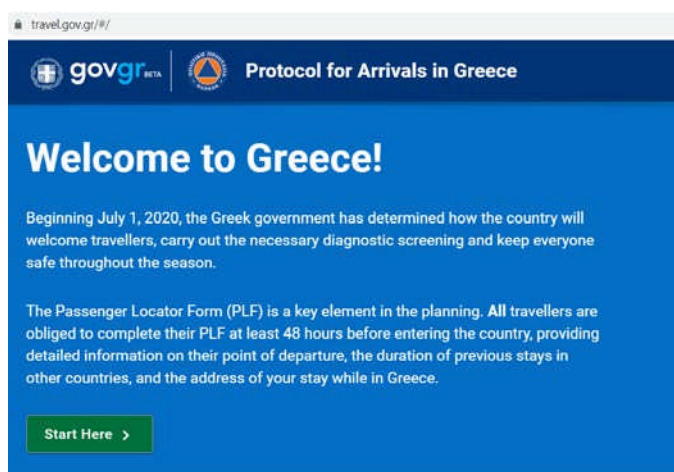 travel.gov.gr/#/
govgr BETA
Protocol for Arrivals in Greece
Welcome to Greece!
Beginning July 1, 2020, the Greek government has determined how the country will
welcome travellers, carry out the necessary diagnostic screening and keep everyone
safe throughout the season.
The Passenger Locator Form (PLF) is a key element in the planning. All travellers are
obliged to complete their PLF at least 48 hours before entering the country, providing
detailed information on their point of departure, the duration of previous stays in
other countries, and the address of your stay while in Greece.
Start Here >